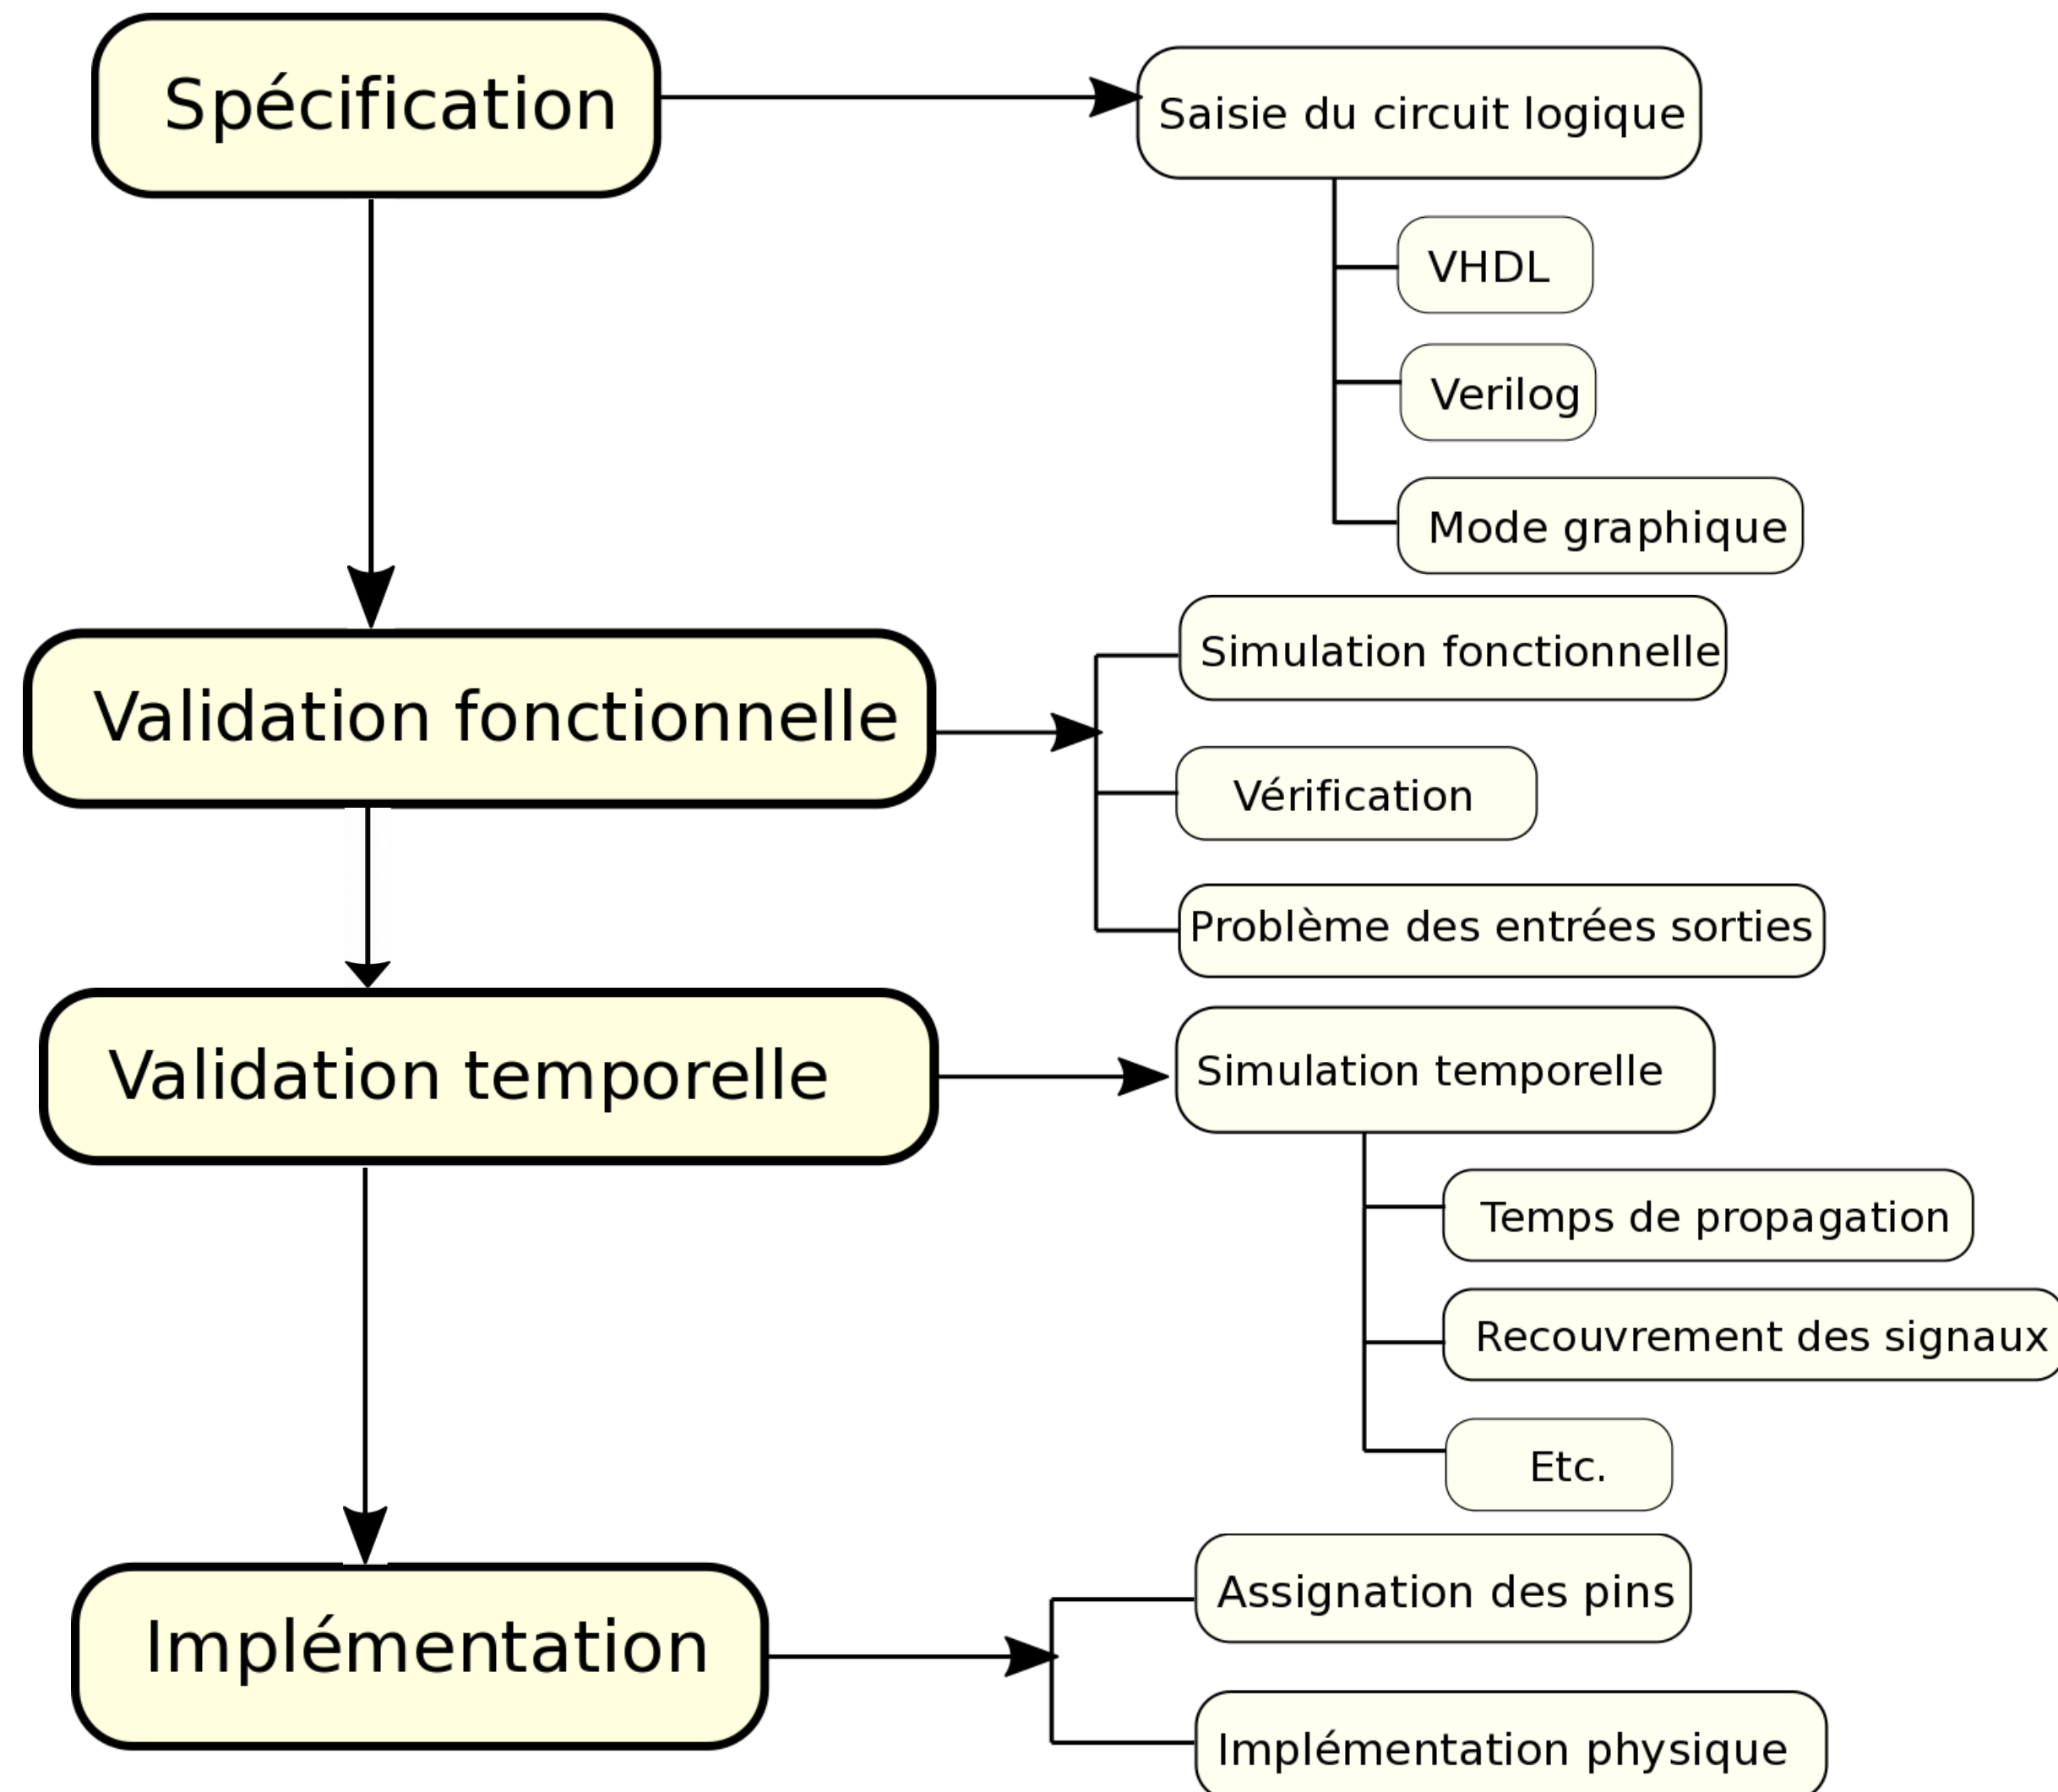 Spécification
Saisie du circuit logique
VHDL
Verilog
Mode graphique
Validation fonctionnelle
Simulation fonctionnelle
Vérification
Problème des entrées sorties
Validation temporelle
Simulation temporelle
Temps de propagation
Recouvrement des signaux
Etc.
Implémentation
Assignation des pins
Implémentation physique